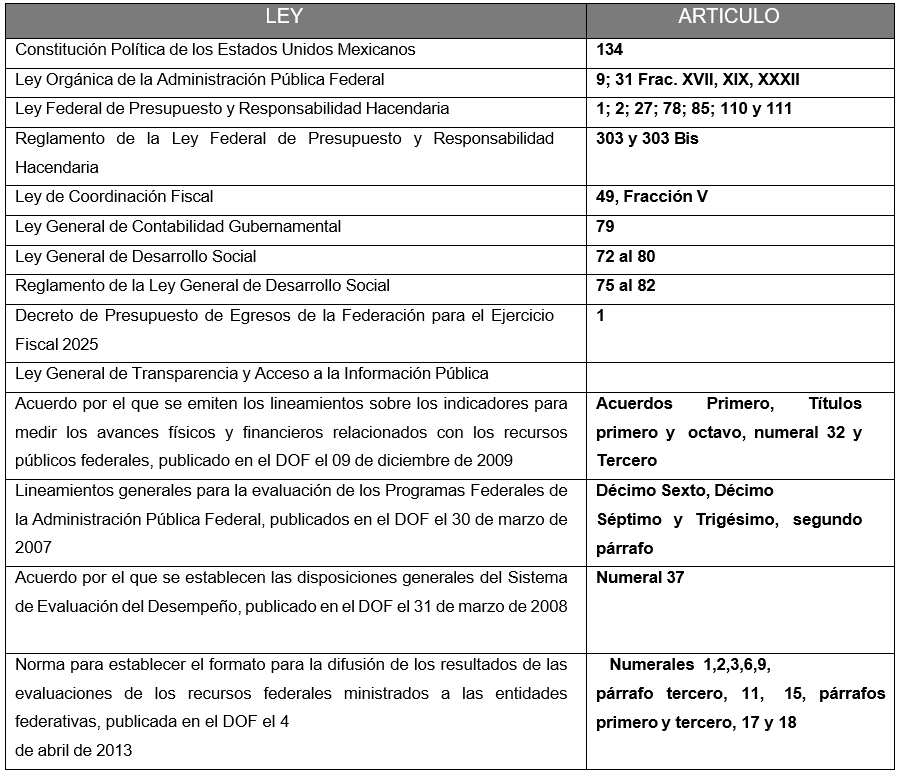 LEY ARTICULO
Constitución Política de los Estados Unidos Mexicanos 134
Ley Orgánica de la Administración Pública Federal 9; 31 Frac. XVII, XIX, XXXII
Ley Federal de Presupuesto y Responsabilidad Hacendaria 1; 2; 27; 78; 85; 110 y 111
Reglamento de la Ley Federal de Presupuesto y Responsabilidad 303 y 303 Bis
Hacendaria
Ley de Coordinación Fiscal 49, Fracción V
Ley General de Contabilidad Gubernamental 79
Ley General de Desarrollo Social 72 al 80
Reglamento de la Ley General de Desarrollo Social 75 al 82
Decreto de Presupuesto de Egresos de la Federación para el Ejercicio 1
Fiscal 2025
Ley General de Transparencia y Acceso a la Información Pública
Acuerdo por el que se emiten los lineamientos sobre los indicadores para Acuerdos Primero, Títulos
medir los avances físicos y financieros relacionados con los recursos primero y octavo, numeral 32 y
públicos federales, publicado en el DOF el 09 de diciembre de 2009 Tercero
Lineamientos generales para la evaluación de los Programas Federales de Décimo Sexto, Décimo
la Administración Pública Federal, publicados en el DOF el 30 de marzo de Séptimo y Trigésimo, segundo
2007 párrafo
Acuerdo por el que se establecen las disposiciones generales del Sistema Numeral 37
de Evaluación del Desempeño, publicado en el DOF el 31 de marzo de 2008
Norma para establecer el formato para la difusión de los resultados de las Numerales 1,2,3,6,9,
evaluaciones de los recursos federales ministrados a las entidades párrafo tercero, 11, 15, párrafos
federativas, publicada en el DOF el 4 primero y tercero, 17 y 18
de abril de 2013